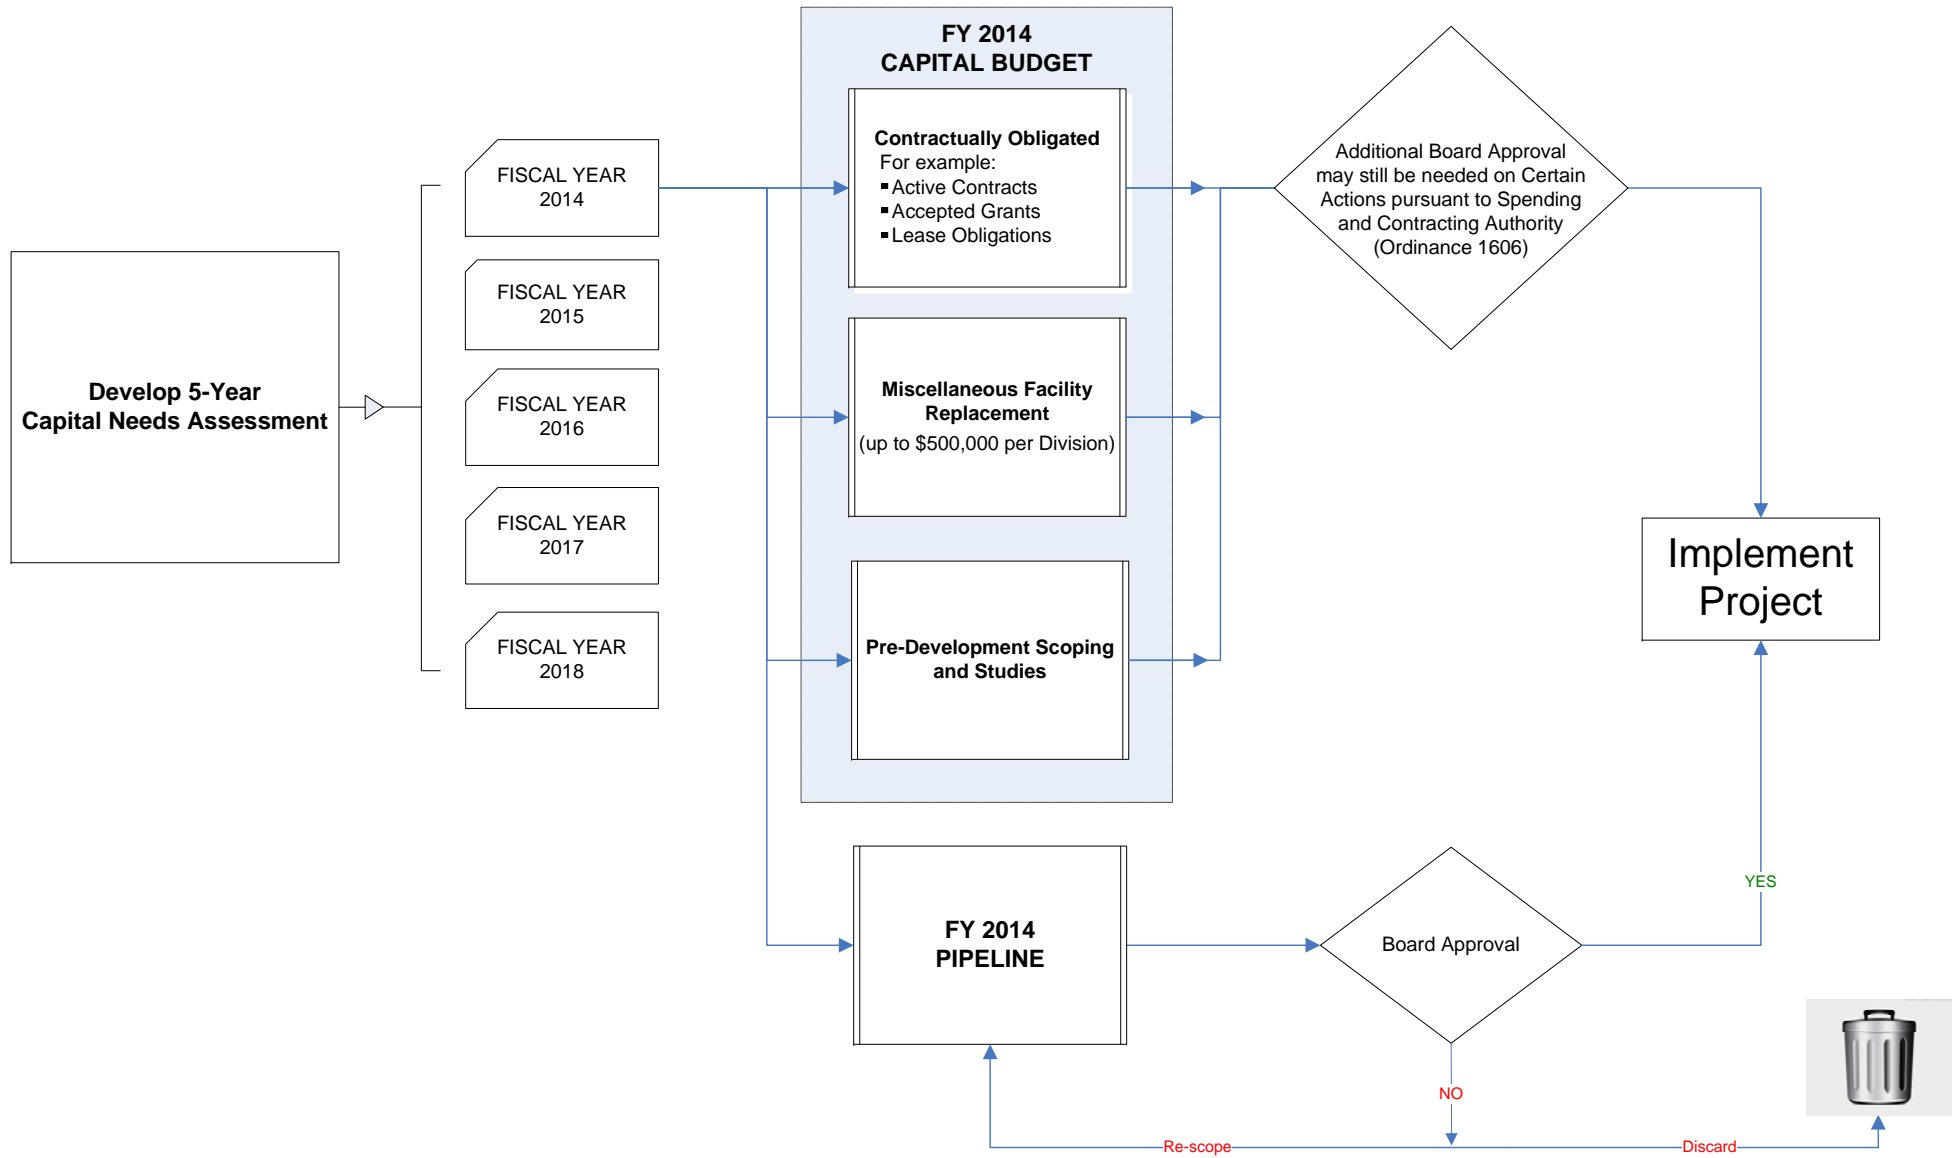 Develop 5-Year
Capital Needs Assessment
FISCAL YEAR
2014
FISCAL YEAR
2015
FISCAL YEAR
2016
FISCAL YEAR
2017
FISCAL YEAR
2018
FY 2014
CAPITAL BUDGET
Contractually Obligated
For example:
▪ Active Contracts
▪ Accepted Grants
▪ Lease Obligations
Miscellaneous Facility
Replacement
(up to $500,000 per Division)
Pre-Development Scoping
and Studies
FY 2014
PIPELINE
Additional Board Approval
may still be needed on Certain
Actions pursuant to Spending
and Contracting Authority
(Ordinance 1606)
Implement
Project
Board Approval
YES
NO
Re-scope
Discard